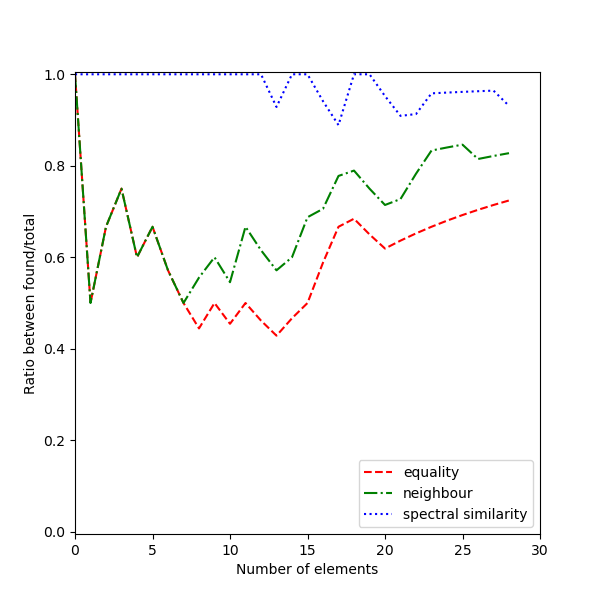 1.0
0.8
0.6
0.4
0.2
0.0
Ratio between found/total
0
5
10
15
20
25
30
Number of elements
equality
neighbour
spectral similarity